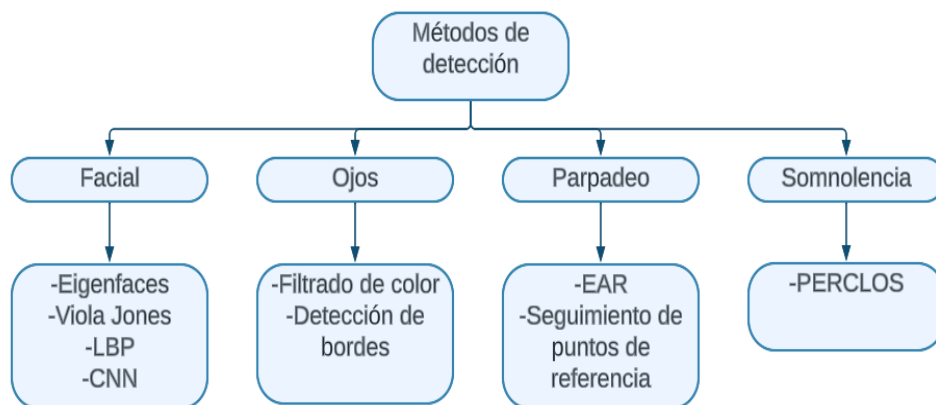 Métodos de
detección
Facial
Ojos
Parpadeo
Somnolencia
-Eigenfaces
-Viola Jones
-LBP
-CNN
-Filtrado de color
-Detección de
bordes
-EAR
-Seguimiento de
puntos de
referencia
-PERCLOS